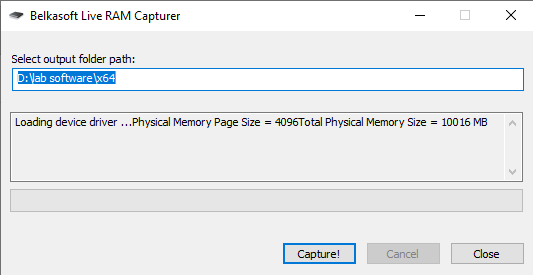 Belkasoft Live RAM Capturer
Select output folder path:
D:\lab software\x64
Loading device driver ...Physical Memory Page Size = 4096Total Physical Memory Size = 10016 MB
Capture!
Cancel
Close